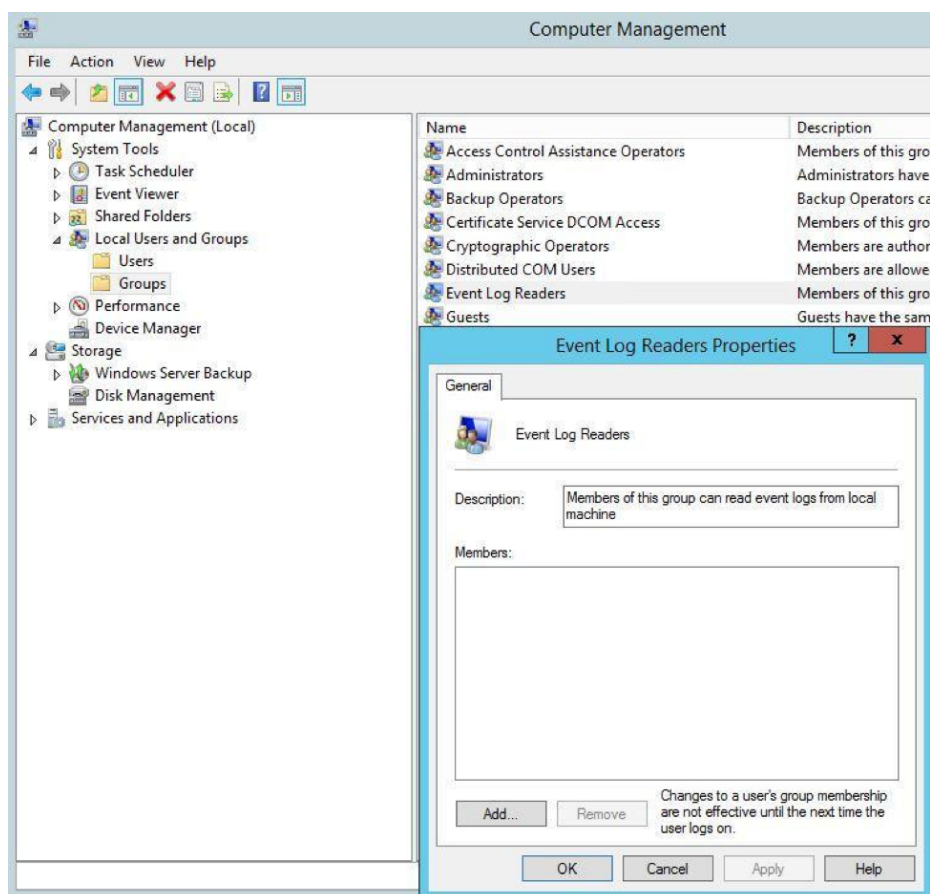 Computer Management
File Action View Help
Computer Management (Local)
System Tools
Task Scheduler
Event Viewer
Shared Folders
Local Users and Groups
Users
Groups
Performance
Device Manager
Storage
Windows Server Backup
Disk Management
Services and Applications
Name Description
Access Control Assistance Operators Members of this gro
Administrators Administrators have
Backup Operators Backup Operators ca
Certificate Service DCOM Access Members of this gro
Cryptographic Operators Members are author
Distributed COM Users Members are allowe
Event Log Readers Members of this gro
Guests Guests have the sam
Event Log Readers Properties ? x
General
Event Log Readers
Description: Members of this group can read event logs from local
machine
Members:
Add... Remove
Changes to a user's group membership
are not effective until the next time the
user logs on.
OK Cancel Apply Help